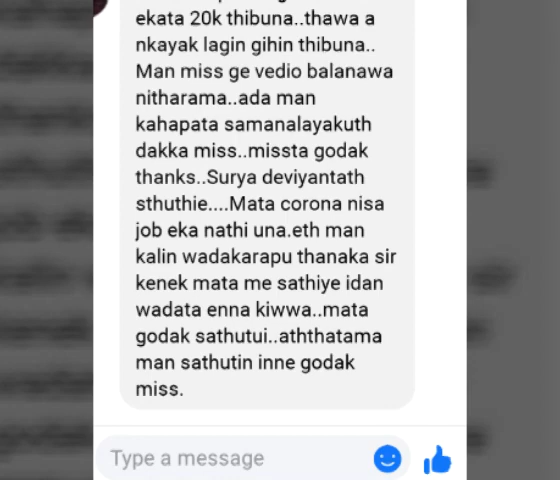 ekata 20k thibuna..thawa a
nkayak lagin gihin thibuna..
Man miss ge vedio balanawa
nitharama..ada man
kahapata samanalayakuth
dakka miss..missta godak
thanks..Surya deviyantath
sthuthie....Mata corona nisa
job eka nathi una.eth man
kalin wadakarapu thanaka sir
kenek mata me sathiye idan
wadata enna kiwwa..mata
godak sathutui..aththatama
man sathutin inne godak
miss.
Type a message